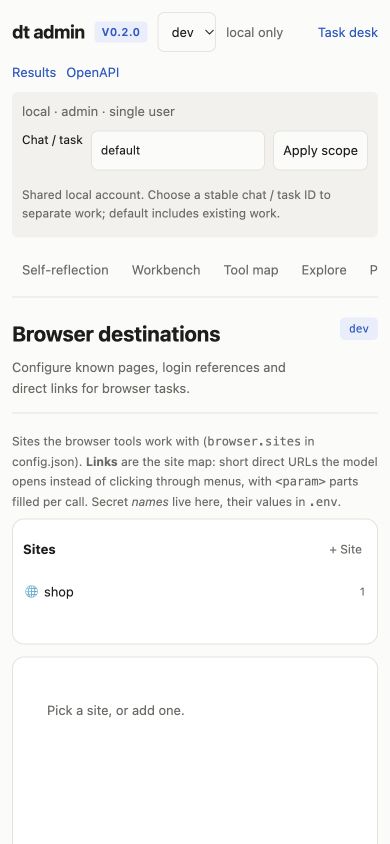 dt admin V0.2.0 dev local only Task desk
Results OpenAPI
local · admin · single user
Chat / task default Apply scope
Shared local account. Choose a stable chat / task ID to
separate work; default includes existing work.
Self-reflection Workbench Tool map Explore P
Browser destinations dev
Configure known pages, login references and
direct links for browser tasks.
Sites the browser tools work with (browser.sites in
config.json). Links are the site map: short direct URLs the model
opens instead of clicking through menus, with <param> parts
filled per call. Secret names live here, their values in .env.
Sites + Site
shop 1
Pick a site, or add one.